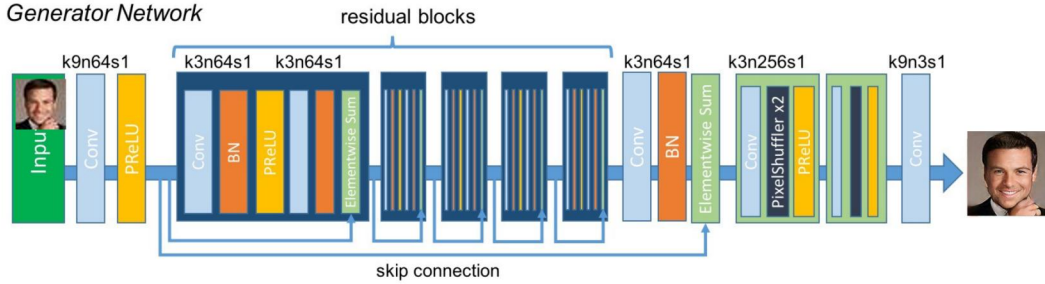 Generator Network
residual blocks
k9n64s1
k3n64s1
k3n64s1
k3n64s1
k3n256s1
k9n3s1
Input
Conv
PReLU
Conv
BN
PReLU
Elementwise Sum
Conv
BN
Elementwise Sum
Conv
PixelShuffler x2
PReLU
Conv
skip connection